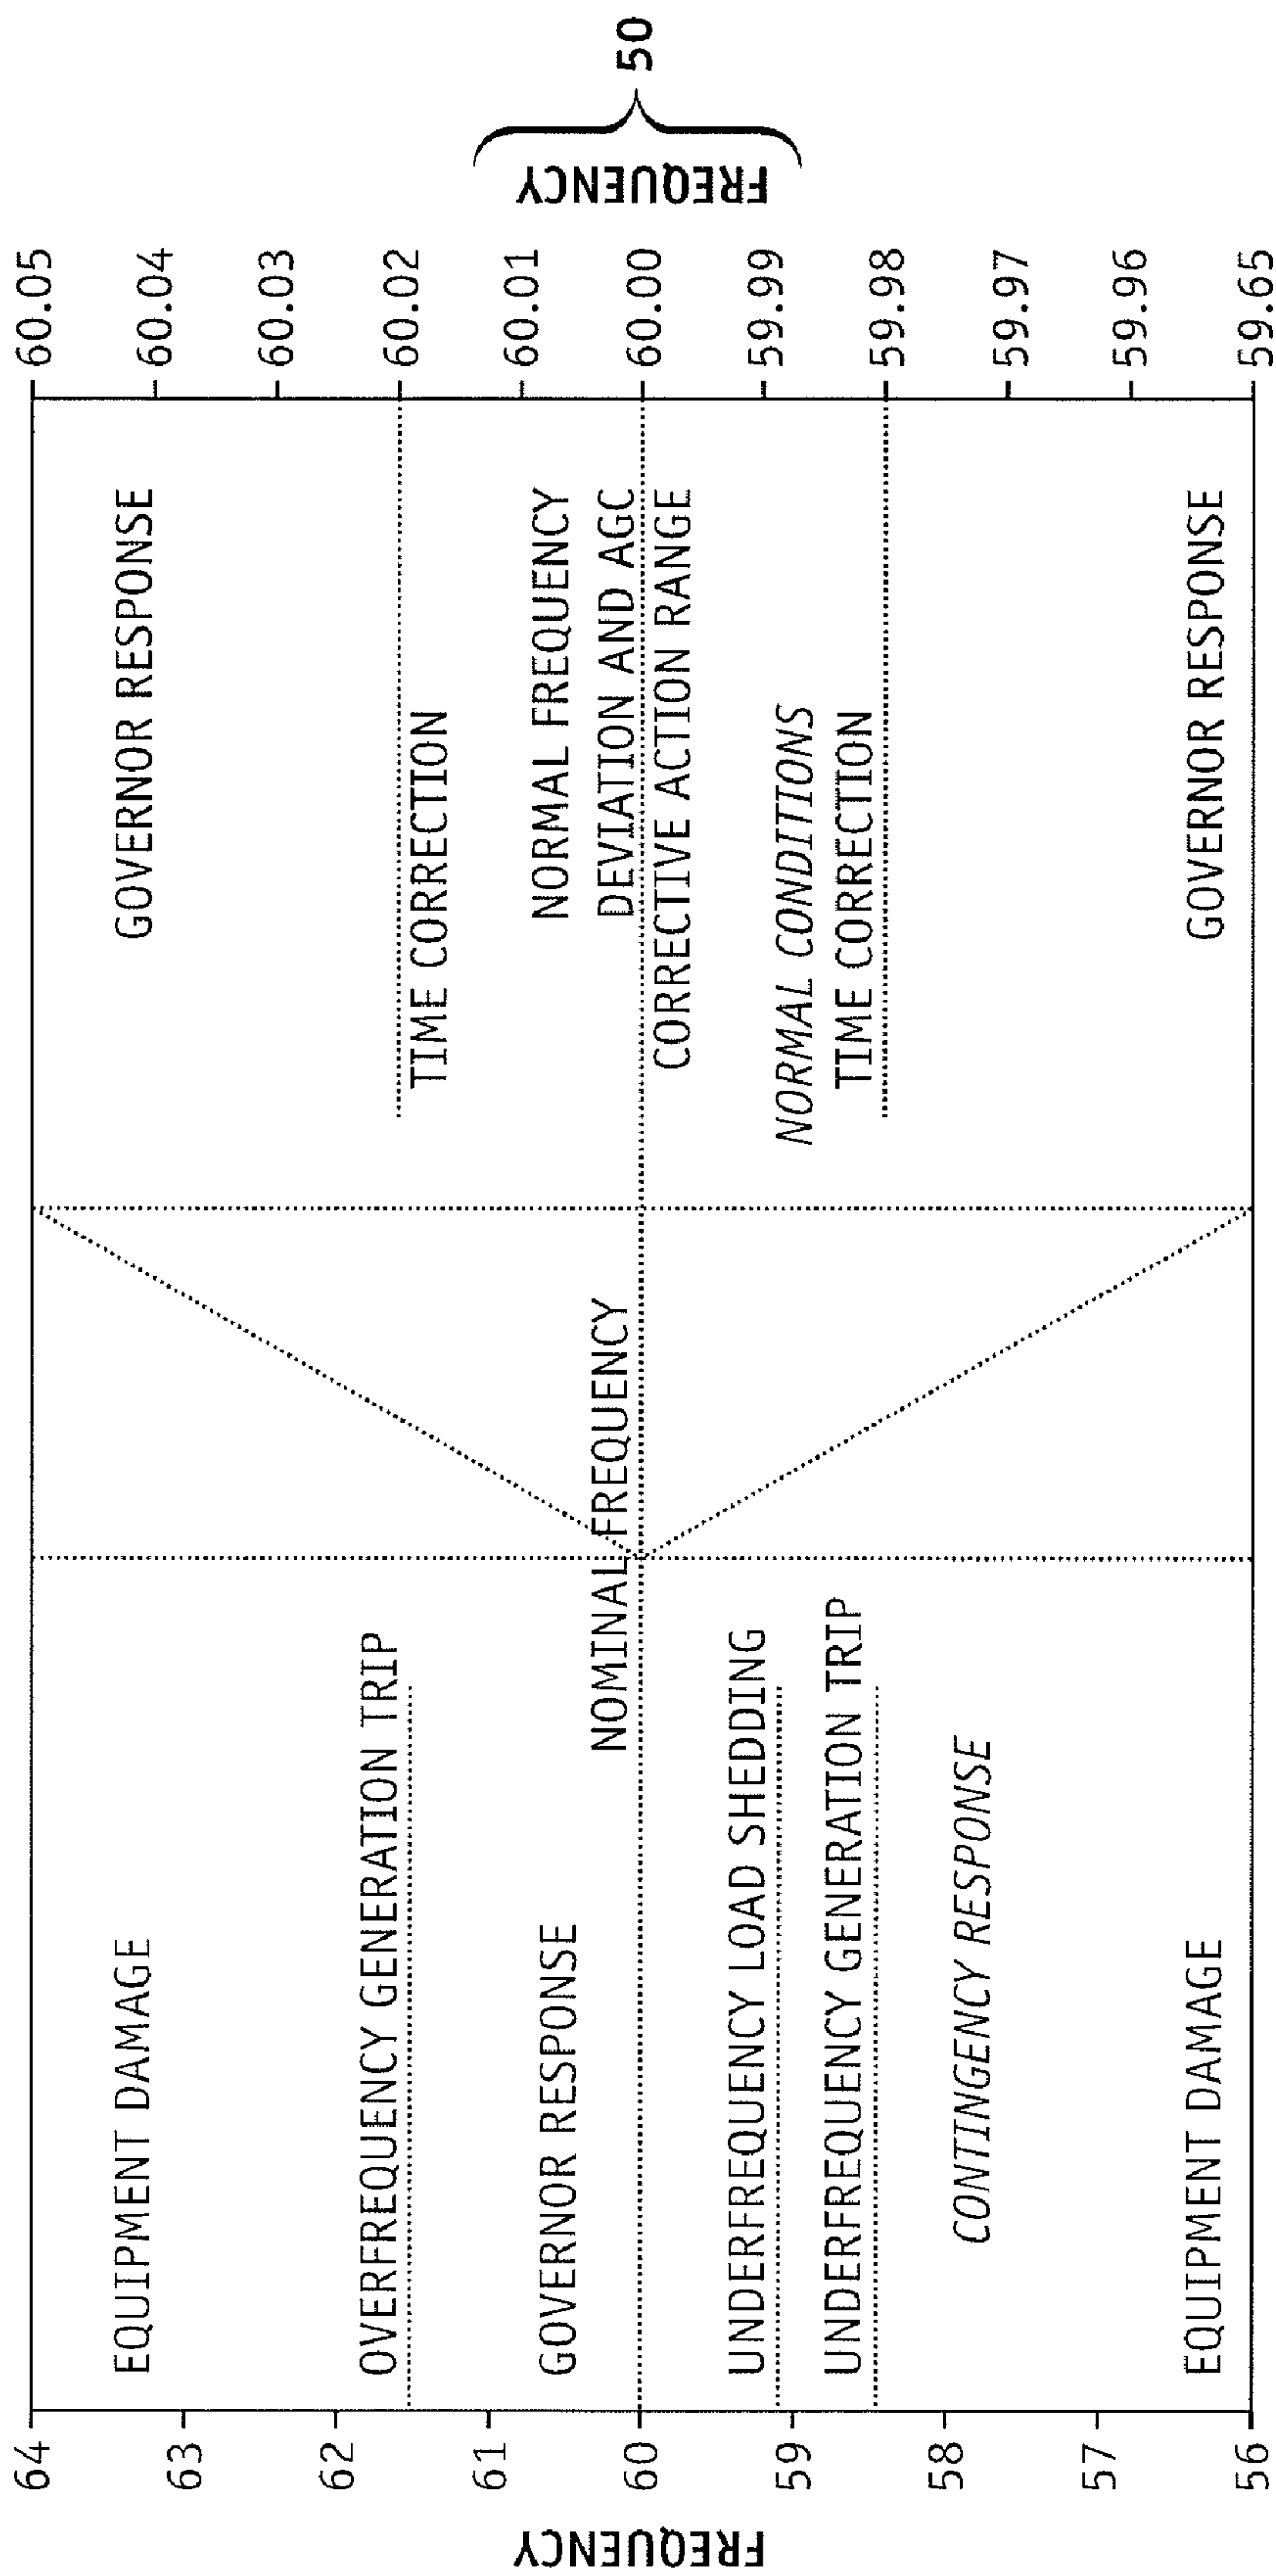 FREQUENCY
64
63
62
61
60
59
58
57
56
EQUIPMENT DAMAGE
OVERFREQUENCY GENERATION TRIP
GOVERNOR RESPONSE
NOMINAL FREQUENCY
UNDERFREQUENCY LOAD SHEDDING
UNDERFREQUENCY GENERATION TRIP
CONTINGENCY RESPONSE
EQUIPMENT DAMAGE
GOVERNOR RESPONSE
TIME CORRECTION
NORMAL FREQUENCY
DEVIATION AND AGC
CORRECTIVE ACTION RANGE
NORMAL CONDITIONS
TIME CORRECTION
GOVERNOR RESPONSE
60.05
60.04
60.03
60.02
60.01
60.00
59.99
59.98
59.97
59.96
59.65
FREQUENCY
50